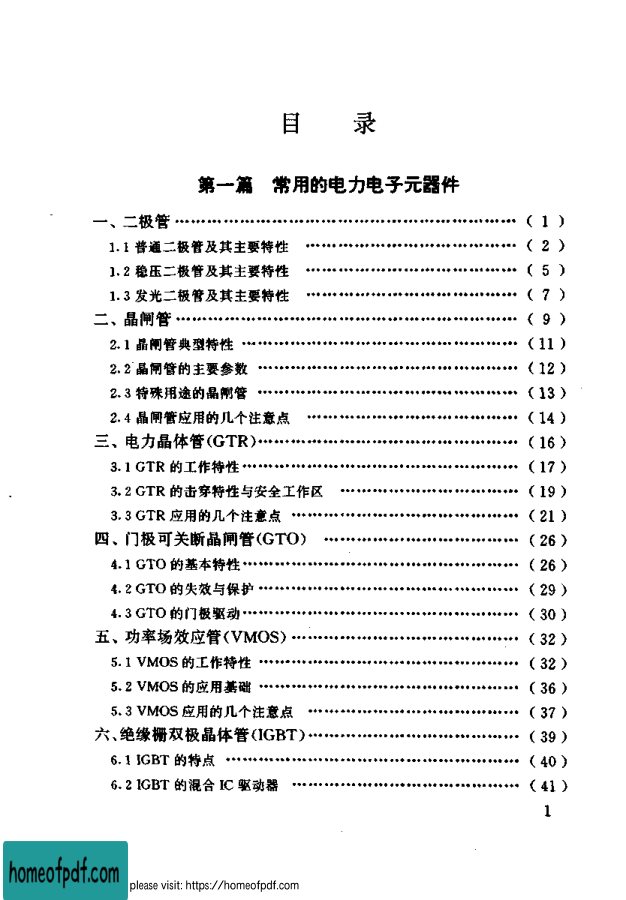 目 录
第一篇 常用的电力电子元器件
一、二极管 ……………………………………………… ( 1 )
1.1 普通二极管及其主要特性 ………………………… ( 2 )
1.2 稳压二极管及其主要特性 ………………………… ( 5 )
1.3 发光二极管及其主要特性 ………………………… ( 7 )
二、晶闸管 ……………………………………………… ( 9 )
2.1 晶闸管典型特性 …………………………………… (11)
2.2 晶闸管的主要参数 ………………………………… (12)
2.3 特殊用途的晶闸管 ………………………………… (13)
2.4 晶闸管应用的几个注意点 ………………………… (14)
三、电力晶体管(GTR) ………………………………… (16)
3.1 GTR 的工作特性 …………………………………… (17)
3.2 GTR 的击穿特性与安全工作区 …………………… (19)
3.3 GTR 应用的几个注意点 …………………………… (21)
四、门极可关断晶闸管(GTO) ………………………… (26)
4.1 GTO 的基本特性 …………………………………… (26)
4.2 GTO 的失效与保护 ………………………………… (29)
4.3 GTO 的门极驱动 …………………………………… (30)
五、功率场效应管(VMOS) …………………………… (32)
5.1 VMOS 的工作特性 ………………………………… (32)
5.2 VMOS 的应用基础 ………………………………… (36)
5.3 VMOS 应用的几个注意点 ………………………… (37)
六、绝缘栅双极晶体管(IGBT) ………………………… (39)
6.1 IGBT 的特点 ……………………………………… (40)
6.2 IGBT 的混合 IC 驱动器 …………………………… (41)
1
homeofpdf.com
please visit: https://homeofpdf.com